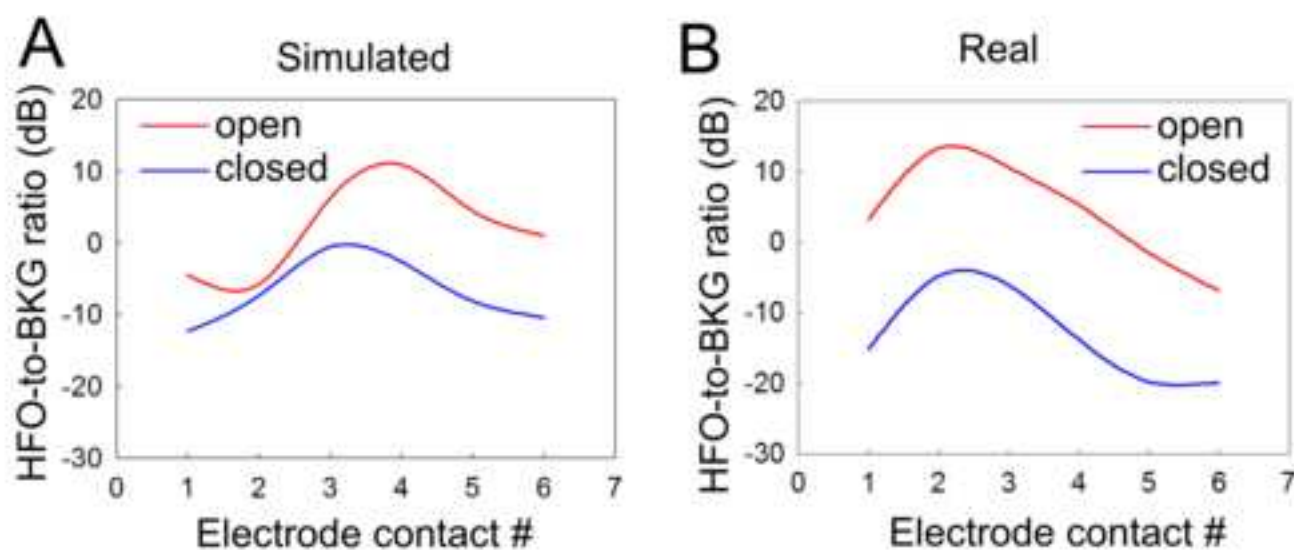 A
Simulated
HFO-to-BKG ratio (dB)
20
10
0
-10
-20
-30
open
closed
0 1 2 3 4 5 6 7
Electrode contact #
B
Real
HFO-to-BKG ratio (dB)
20
10
0
-10
-20
-30
open
closed
0 1 2 3 4 5 6 7
Electrode contact #